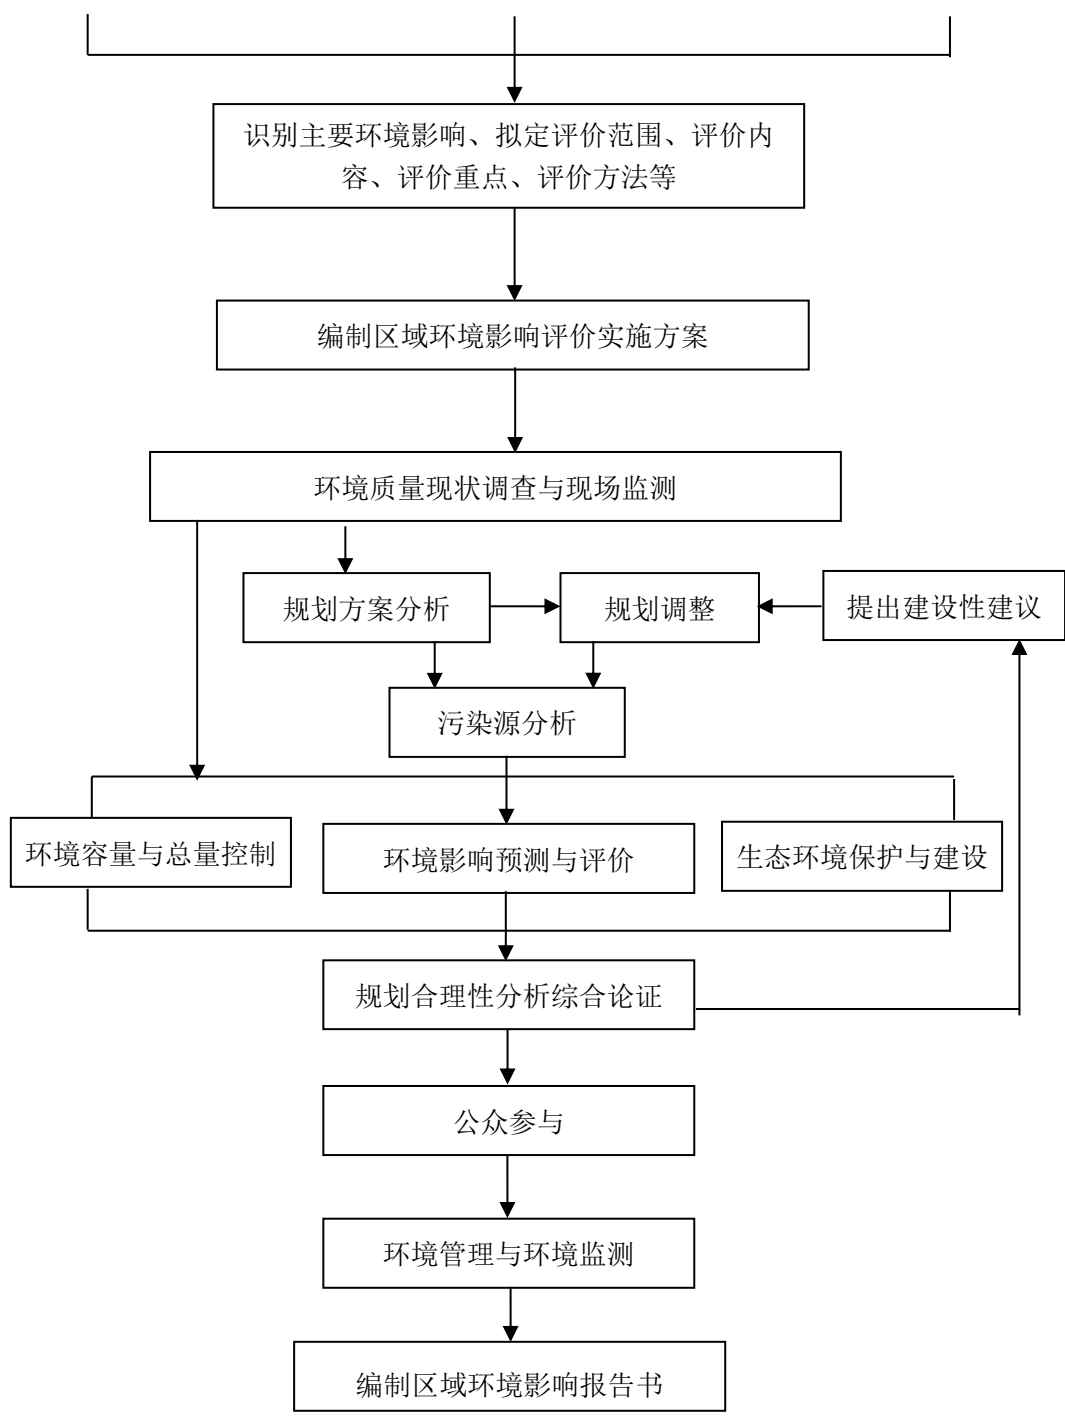 识别主要环境影响、拟定评价范围、评价内
容、评价重点、评价方法等
编制区域环境影响评价实施方案
环境质量现状调查与现场监测
规划方案分析
规划调整
提出建设性建议
污染源分析
环境容量与总量控制
环境影响预测与评价
生态环境保护与建设
规划合理性分析综合论证
公众参与
环境管理与环境监测
编制区域环境影响报告书